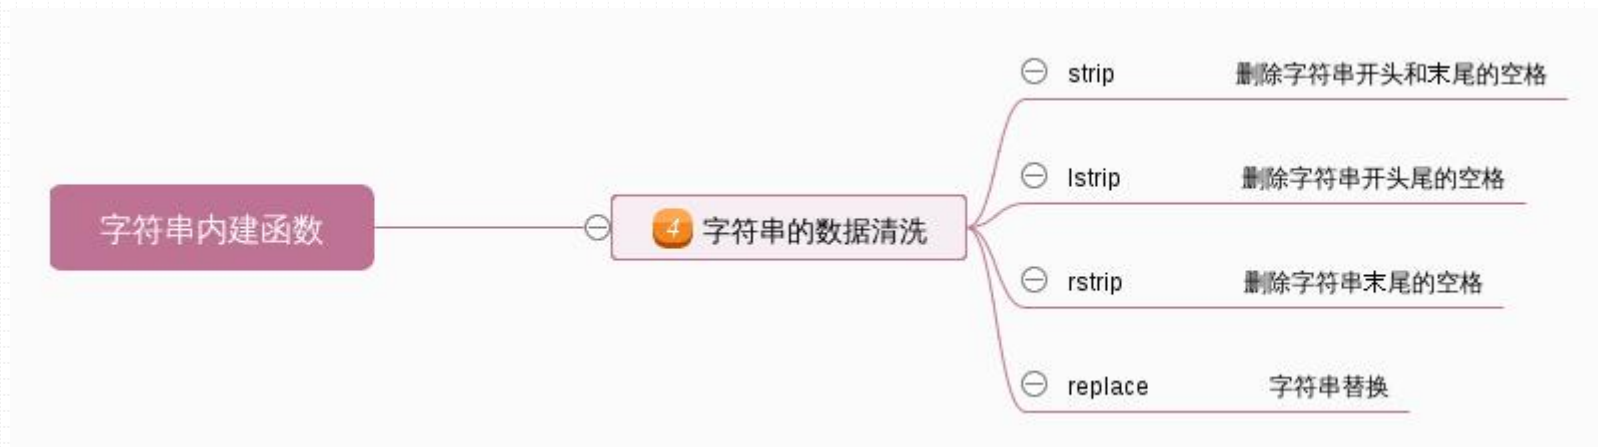 字符串内建函数
4 字符串的数据清洗
strip 删除字符串开头和末尾的空格
lstrip 删除字符串开头尾的空格
rstrip 删除字符串末尾的空格
replace 字符串替换